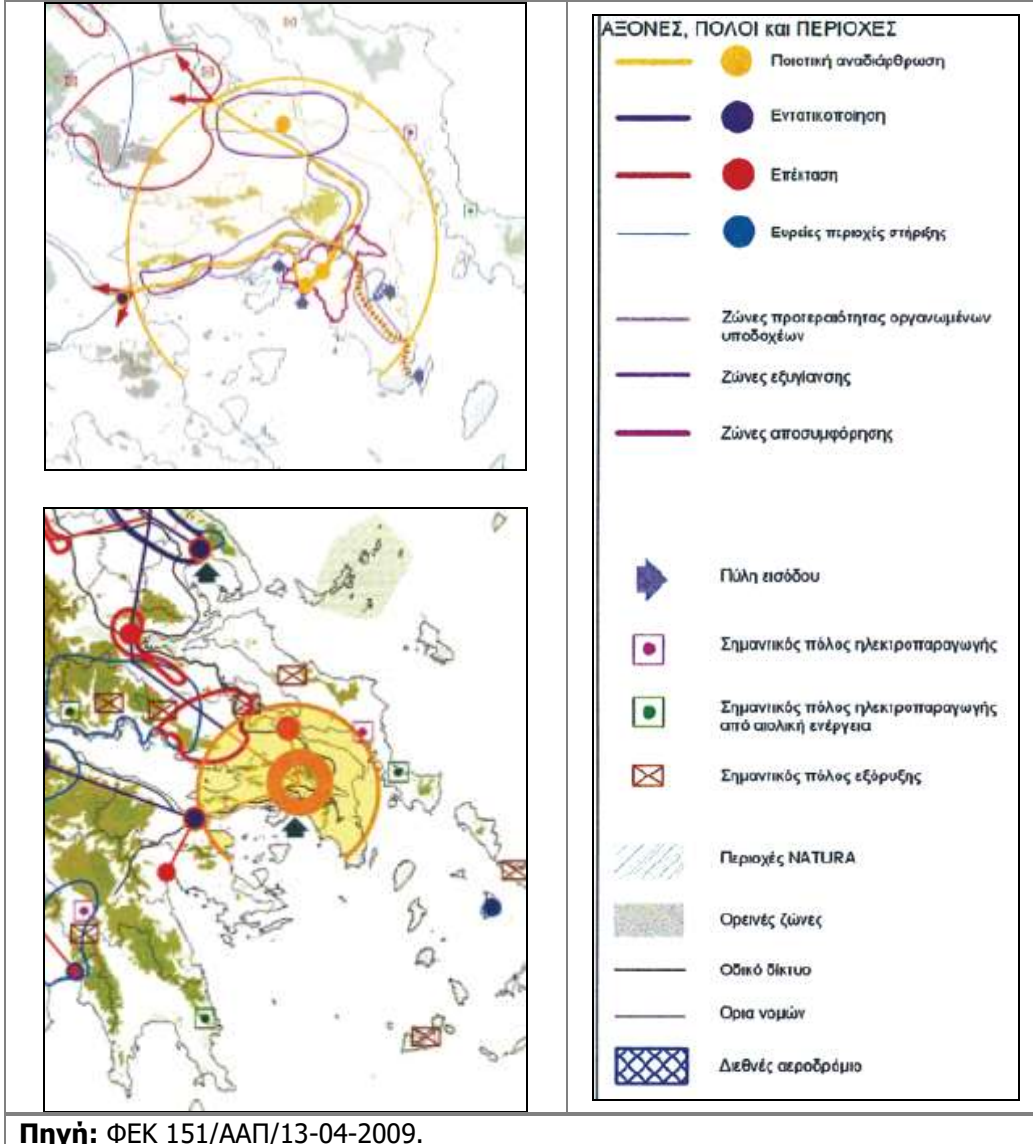 ΑΞΟΝΕΣ, ΠΟΛΟΙ και ΠΕΡΙΟΧΕΣ
Ποιοτική αναδιάρθρωση
Εντατικοποίηση
Επέκταση
Ευρείες περιοχές στήριξης
Ζώνες προτεραιότητας οργανωμένων
υποδοχέων
Ζώνες εξυγίανσης
Ζώνες αποσυμφόρησης
Πύλη εισόδου
Σημαντικός πόλος ηλεκτροπαραγωγής
Σημαντικός πόλος ηλεκτροπαραγωγής
από αιολική ενέργεια
Σημαντικός πόλος εξόρυξης
Περιοχές NATURA
Ορεινές ζώνες
Οδικό δίκτυο
Ορια νομών
Διεθνές αεροδρόμιο
Πηγή: ΦΕΚ 151/ΑΑΠ/13-04-2009.